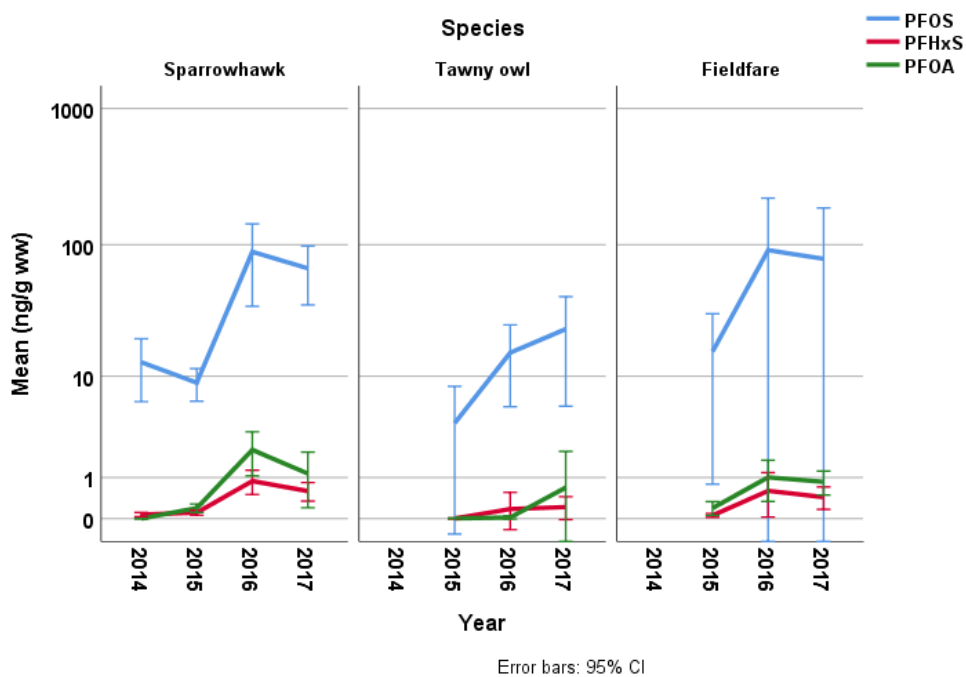 Species
PFOS
PFHxS
PFOA
Sparrowhawk
Tawny owl
Fieldfare
Mean (ng/g ww)
1000
100
10
1
0
2014
2015
2016
2017
2014
2015
2016
2017
2014
2015
2016
2017
Year
Error bars: 95% CI